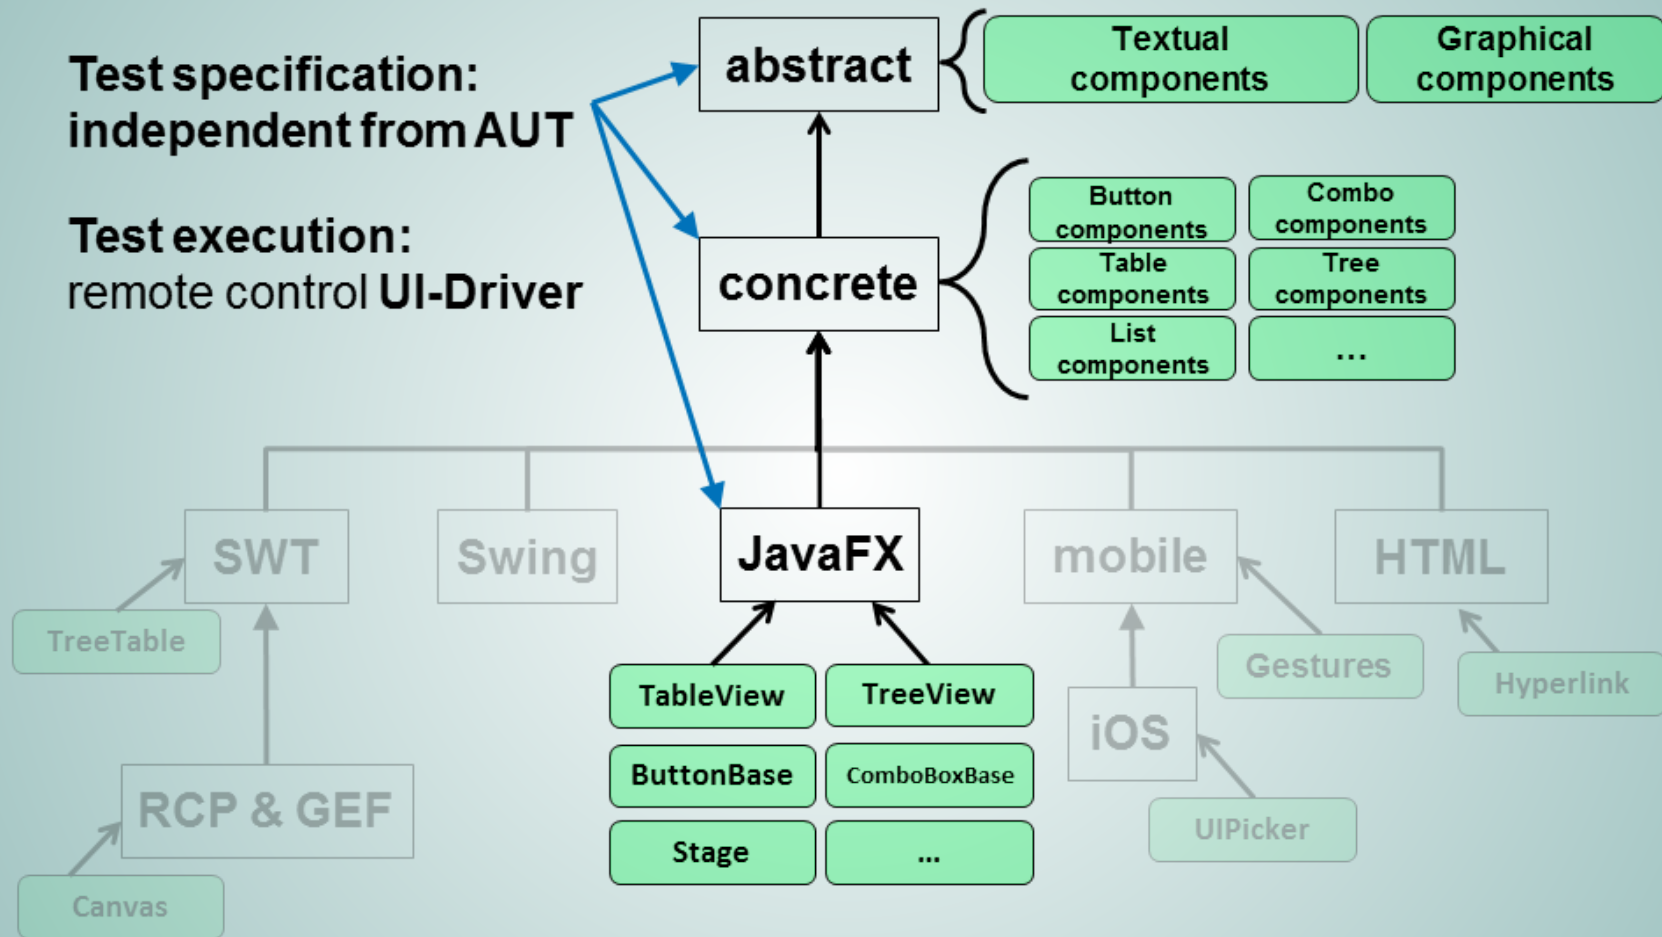 Test specification:
independent from AUT
Test execution:
remote control UI-Driver
abstract
Textual
components
Graphical
components
concrete
Button
components
Combo
components
Table
components
Tree
components
List
components
...
SWT
Swing
JavaFX
mobile
HTML
TreeTable
TableView
TreeView
Gestures
Hyperlink
iOS
RCP & GEF
ButtonBase
ComboBoxBase
UIPicker
Stage
...
Canvas